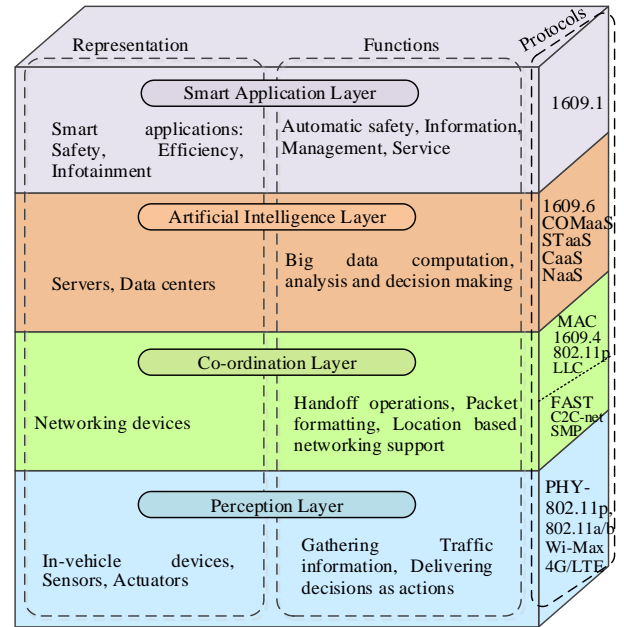 Representation
Functions
Protocols
Smart Application Layer
Smart applications:
Safety, Efficiency,
Infotainment
Automatic safety, Information,
Management, Service
1609.1
Artificial Intelligence Layer
Servers, Data centers
Big data computation,
analysis and decision making
1609.6
COMaaS
STaaS
CaaS
NaaS
Co-ordination Layer
Networking devices
Handoff operations, Packet
formatting, Location based
networking support
MAC
1609.4
802.11p
LLC
FAST
C2C-net
SMP
Perception Layer
In-vehicle devices,
Sensors, Actuators
Gathering Traffic
information, Delivering
decisions as actions
PHY-
802.11p,
802.11a/b
Wi-Max
4G/LTE